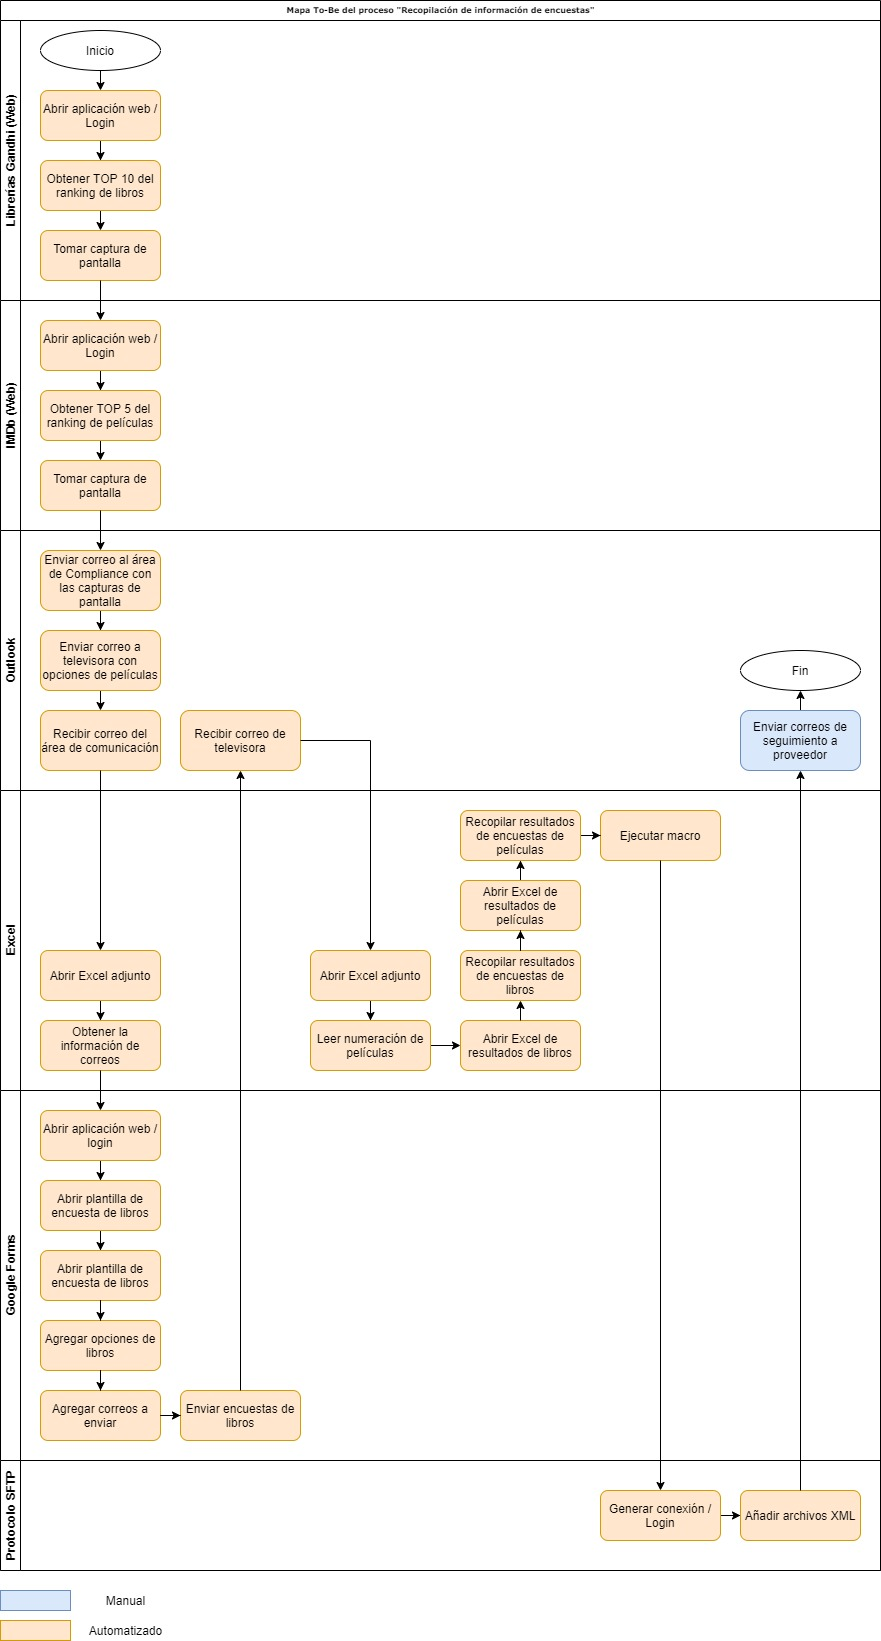 Mapa To-Be del proceso "Recopilación de información de encuestas"
Librerías Gandhi (Web)
Inicio
Abrir aplicación web /
Login
Obtener TOP 10 del
ranking de libros
Tomar captura de
pantalla
IMDb (Web)
Abrir aplicación web /
Login
Obtener TOP 5 del
ranking de películas
Tomar captura de
pantalla
Outlook
Enviar correo al área
de Compliance con
las capturas de
pantalla
Enviar correo a
televisora con
opciones de películas
Recibir correo del
área de comunicación
Recibir correo de
televisora
Fin
Enviar correos de
seguimiento a
proveedor
Excel
Abrir Excel adjunto
Obtener la
información de
correos
Abrir Excel adjunto
Leer numeración de
películas
Recopilar resultados
de encuestas de
películas
Abrir Excel de
resultados de
películas
Recopilar resultados
de encuestas de
libros
Abrir Excel de
resultados de libros
Ejecutar macro
Google Forms
Abrir aplicación web /
login
Abrir plantilla de
encuesta de libros
Abrir plantilla de
encuesta de libros
Agregar opciones de
libros
Agregar correos a
enviar
Enviar encuestas de
libros
Protocolo SFTP
Generar conexión /
Login
Añadir archivos XML
Manual
Automatizado